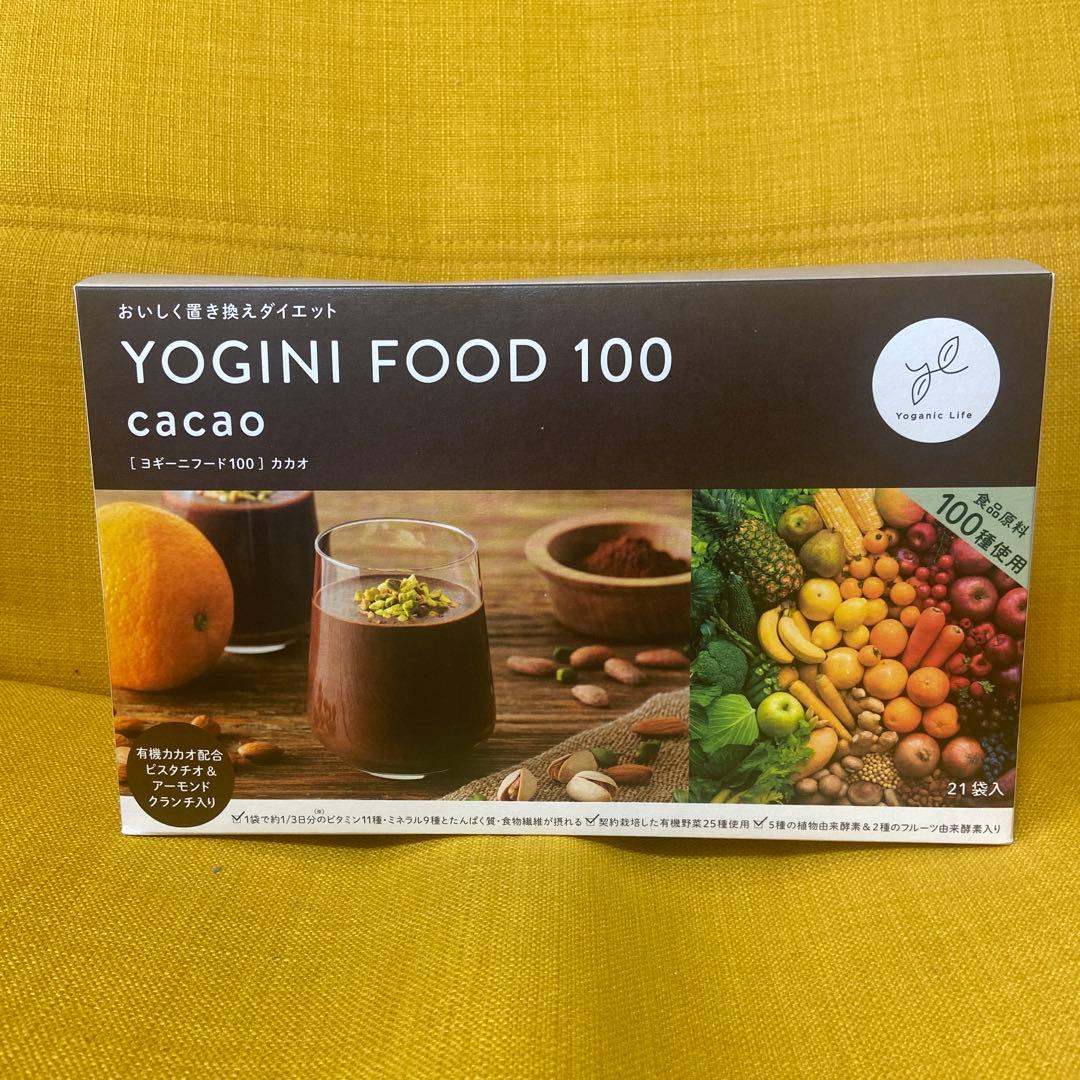 おいしく置き換えダイエット
YOGINI FOOD 100
cacao
[ ヨギーニフード100 ] カカオ
yl
Yoganic Life
食品原料
100種使用
有機カカオ配合
ピスタチオ&
アーモンド
クランチ入り
21袋入
1袋で約1/3日分(※)のビタミン11種・ミネラル9種とたんぱく質・食物繊維が摂れる 契約栽培した有機野菜25種使用 5種の植物由来酵素&2種のフルーツ由来酵素入り